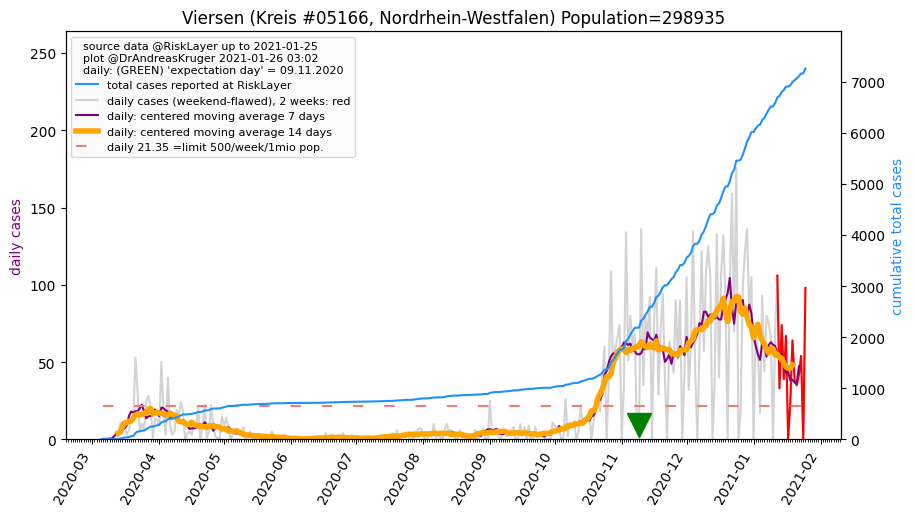 Viersen (Kreis #05166, Nordrhein-Westfalen) Population=298935
source data @RiskLayer up to 2021-01-25
plot @DrAndreasKruger 2021-01-26 03:02
daily: (GREEN) 'expectation day' = 09.11.2020
total cases reported at RiskLayer
daily cases (weekend-flawed), 2 weeks: red
daily: centered moving average 7 days
daily: centered moving average 14 days
daily 21.35 =limit 500/week/1mio pop.
daily cases
250
200
150
100
50
0
cumulative total cases
7000
6000
5000
4000
3000
2000
1000
0
2020-03
2020-04
2020-05
2020-06
2020-07
2020-08
2020-09
2020-10
2020-11
2020-12
2021-01
2021-02